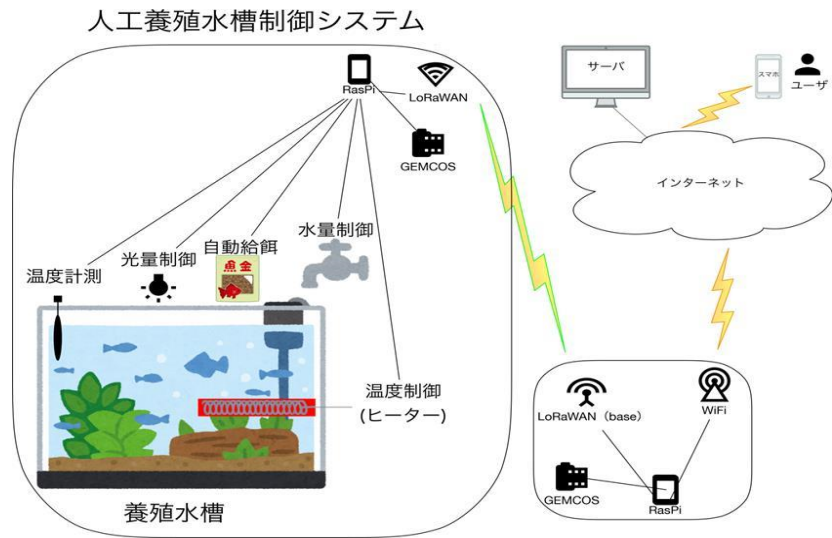 人工養殖水槽制御システム
RasPi
LoRaWAN
GEMCOS
温度計測
光量制御
自動給餌
水量制御
魚金
温度制御
(ヒーター)
養殖水槽
サーバ
スマホ
ユーザ
インターネット
LoRaWAN（base）
WiFi
GEMCOS
RasPi